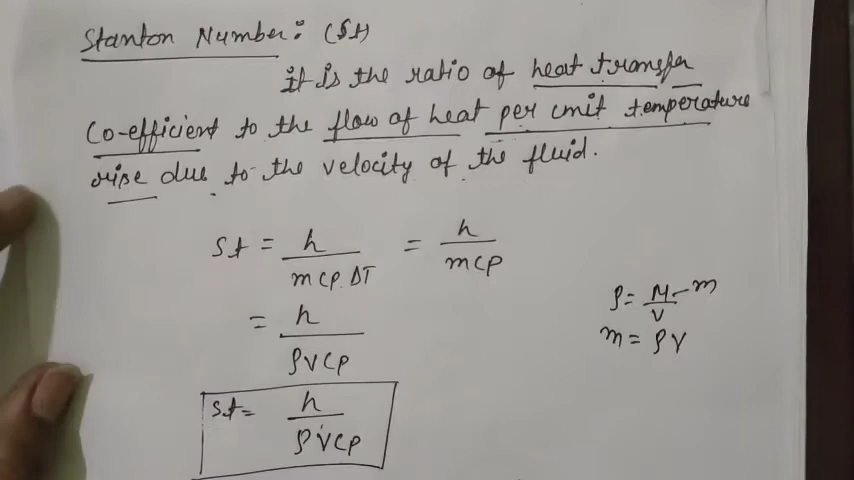 Stanton Number: (St)
it is the ratio of heat transfer
Co-efficient to the flow of heat per unit temperature
rise due to the velocity of the fluid.
St = h / mCp.ΔT = h / mCp
= h / ρVCp
St = h / ρVCp
ρ = M/V - m
m = ρV